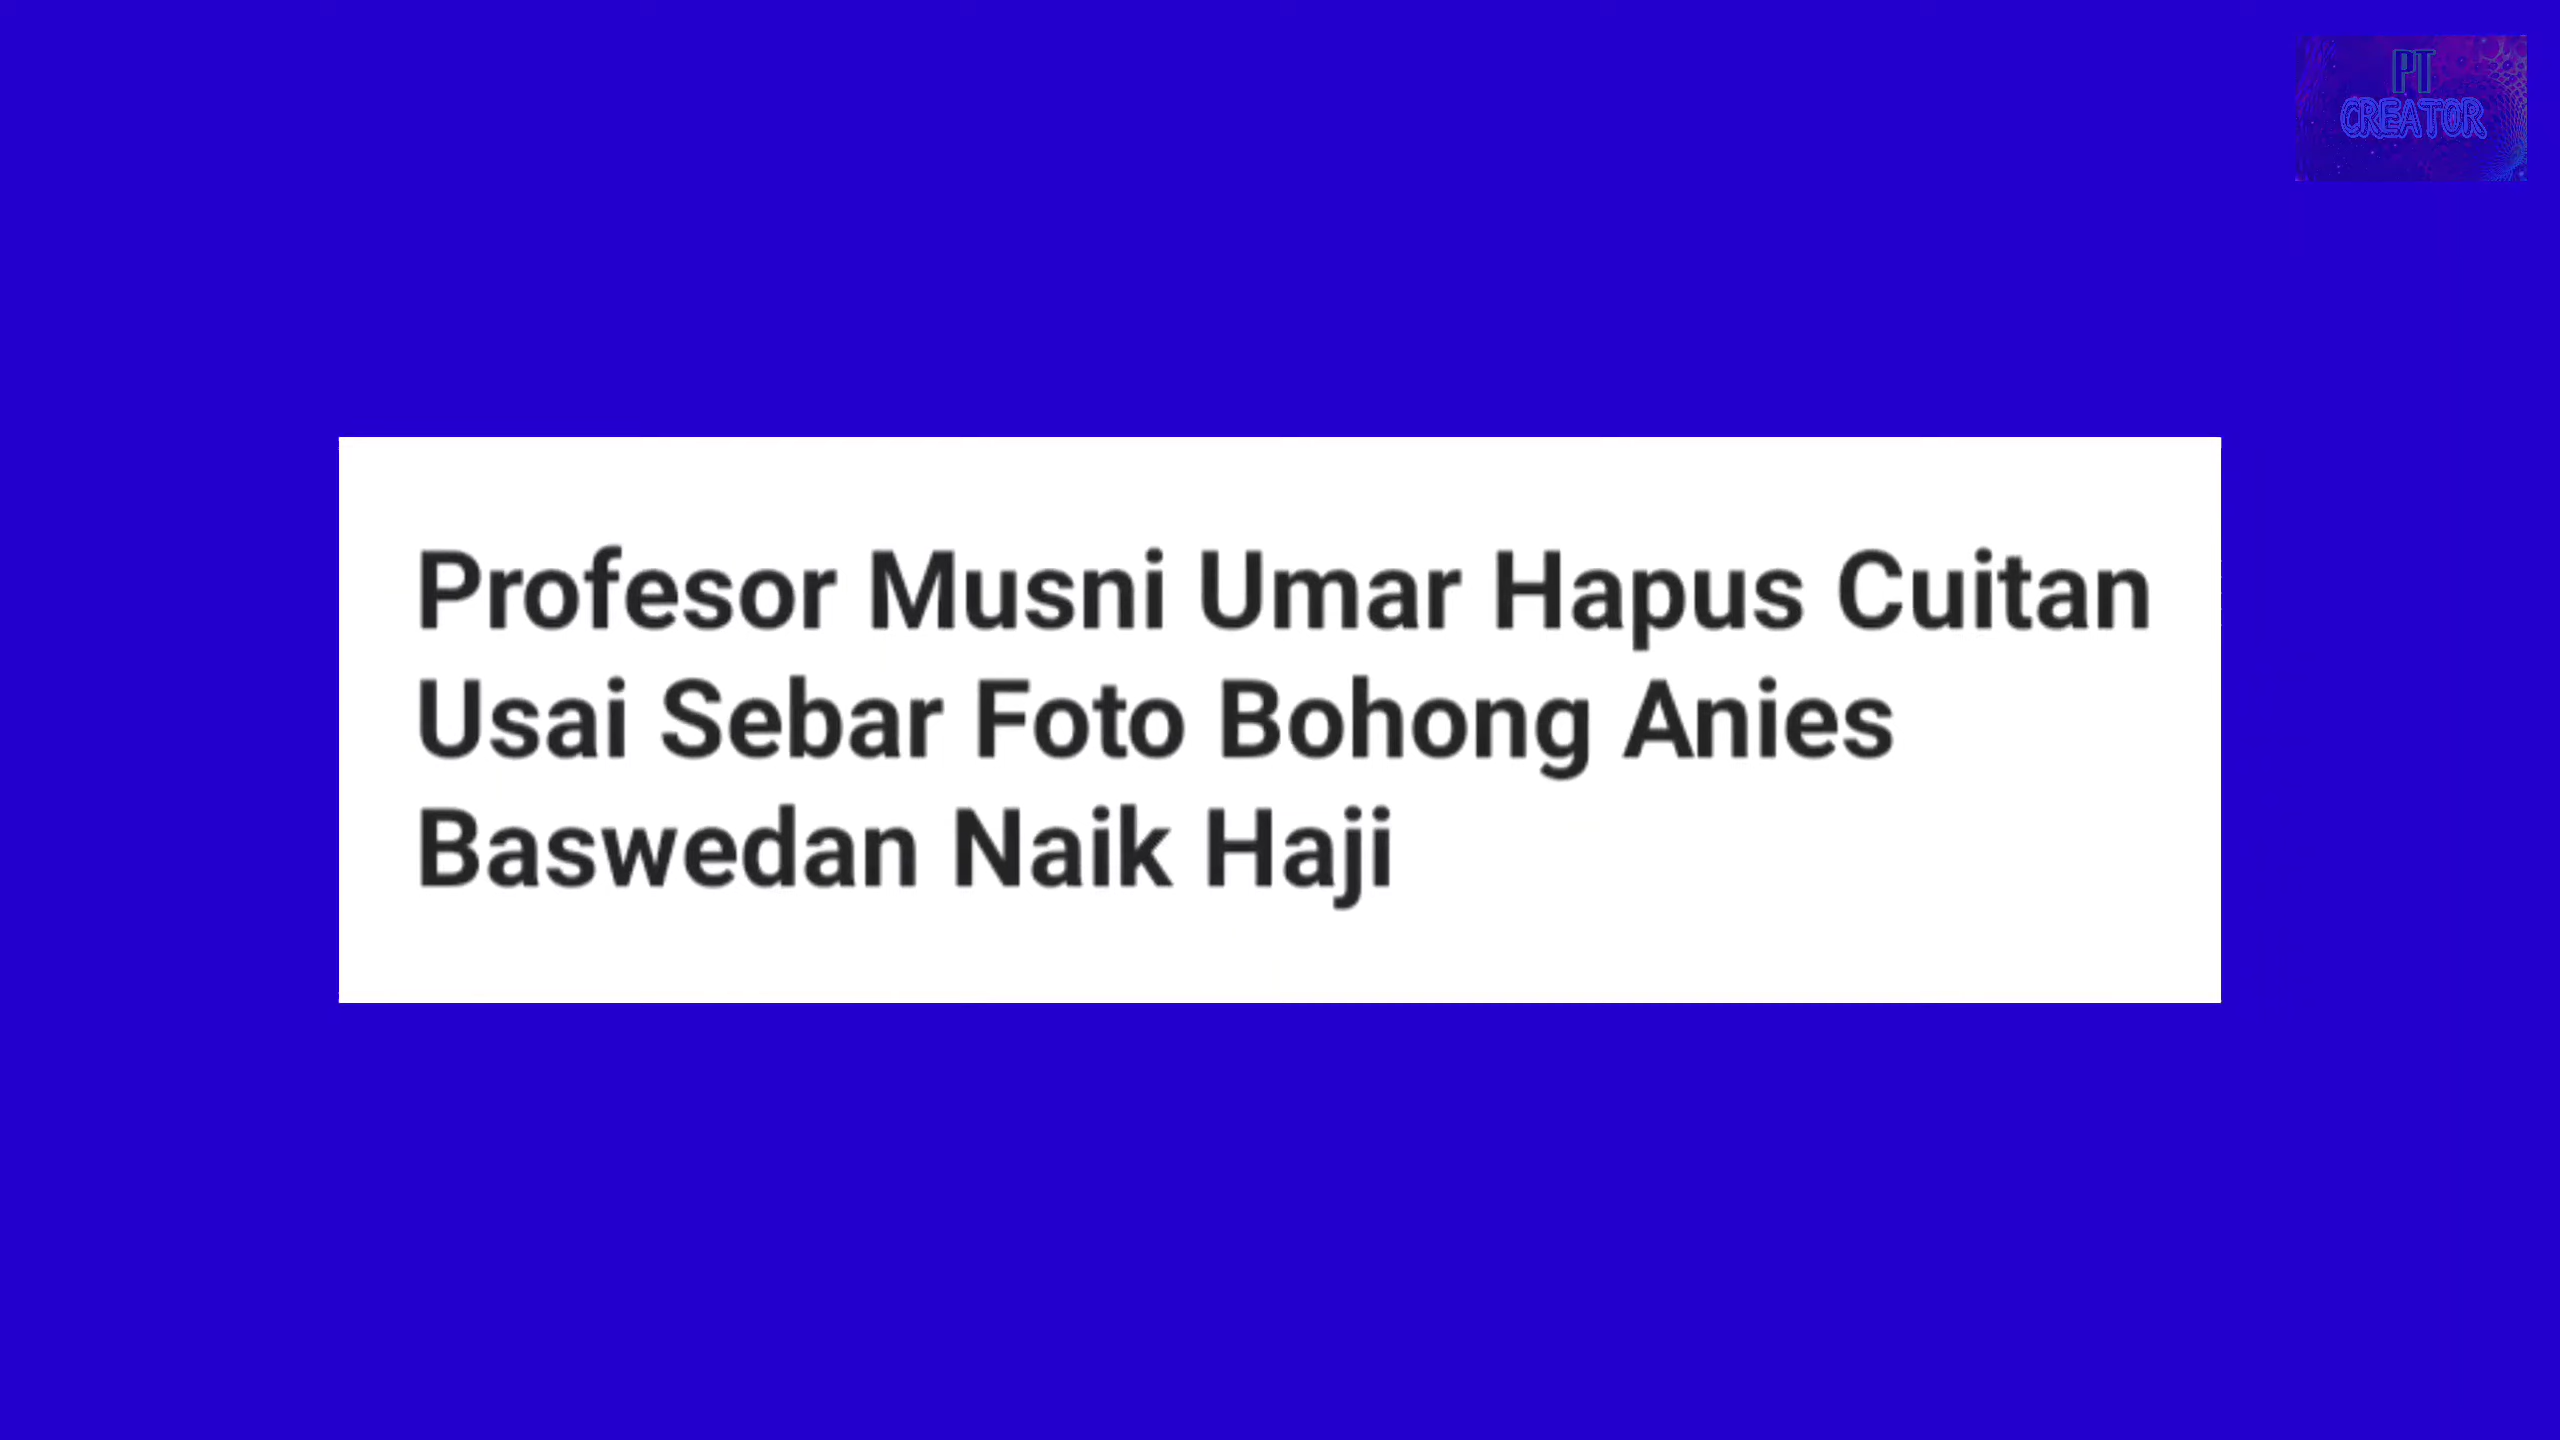 PT
CREATOR
Profesor Musni Umar Hapus Cuitan
Usai Sebar Foto Bohong Anies
Baswedan Naik Haji